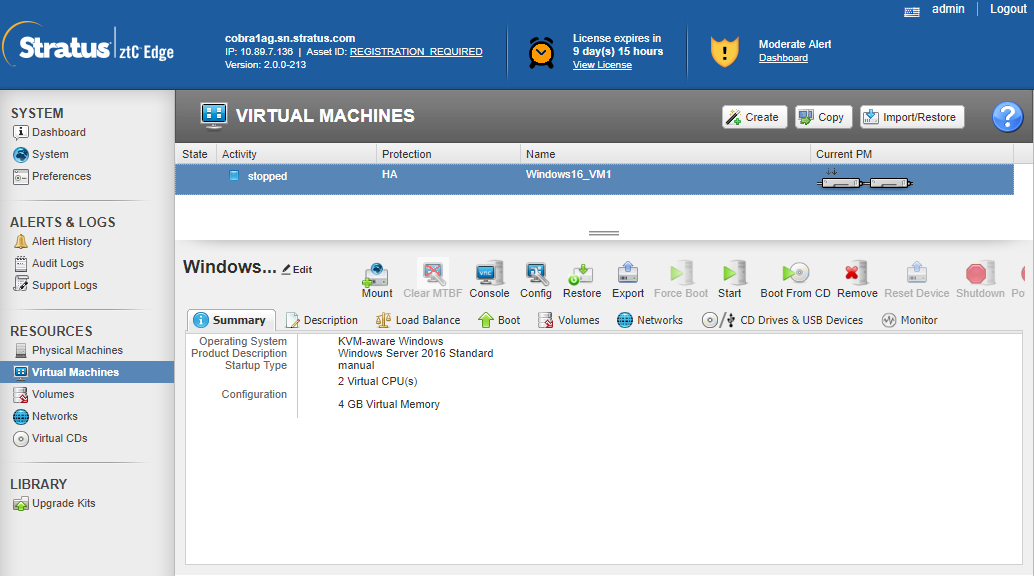 admin
Logout
Stratus ztC Edge
cobra1ag.sn.stratus.com
IP: 10.89.7.136 | Asset ID: REGISTRATION_REQUIRED
Version: 2.0.0-213
License expires in
9 day(s) 15 hours
View License
Moderate Alert
Dashboard
SYSTEM
Dashboard
System
Preferences
ALERTS & LOGS
Alert History
Audit Logs
Support Logs
RESOURCES
Physical Machines
Virtual Machines
Volumes
Networks
Virtual CDs
LIBRARY
Upgrade Kits
VIRTUAL MACHINES
Create
Copy
Import/Restore
?
State Activity Protection Name Current PM
stopped HA Windows16_VM1
Windows... Edit
Mount Clear MTBF Console Config Restore Export Force Boot Start Boot From CD Remove Reset Device Shutdown Po
Summary Description Load Balance Boot Volumes Networks CD Drives & USB Devices Monitor
Operating System KVM-aware Windows
Product Description Windows Server 2016 Standard
Startup Type manual
2 Virtual CPU(s)
Configuration
4 GB Virtual Memory